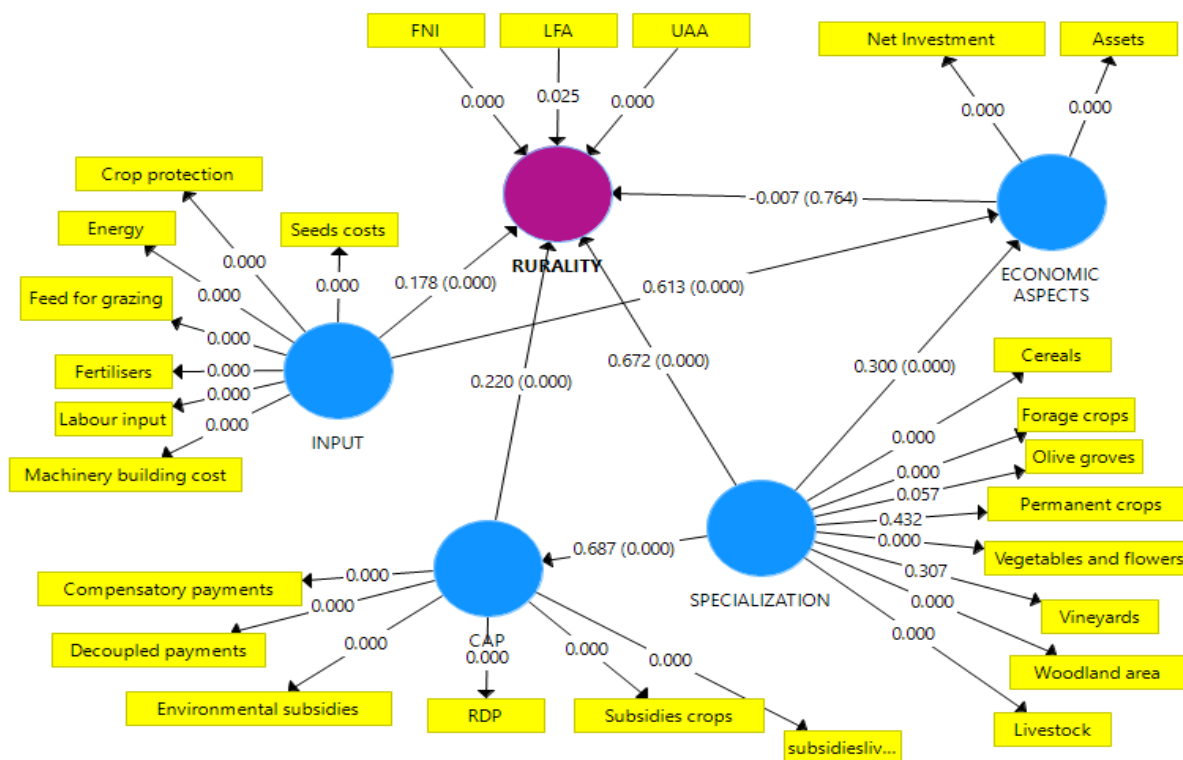 FNI
LFA
UAA
Net Investment
Assets
0.000
0.025
0.000
0.000
0.000
Crop protection
Energy
Seeds costs
Feed for grazing
Fertilisers
Labour input
Machinery building cost
0.000
0.000
0.000
0.000
0.000
0.000
0.000
INPUT
RURALITY
ECONOMIC
ASPECTS
-0.007 (0.764)
0.178 (0.000)
0.613 (0.000)
0.220 (0.000)
0.672 (0.000)
0.300 (0.000)
0.687 (0.000)
Cereals
Forage crops
Olive groves
Permanent crops
Vegetables and flowers
Vineyards
Woodland area
Livestock
0.000
0.000
0.057
0.432
0.000
0.307
0.000
0.000
SPECIALIZATION
CAP
Compensatory payments
Decoupled payments
Environmental subsidies
RDP
Subsidies crops
subsidiesliv...
0.000
0.000
0.000
0.000
0.000
0.000